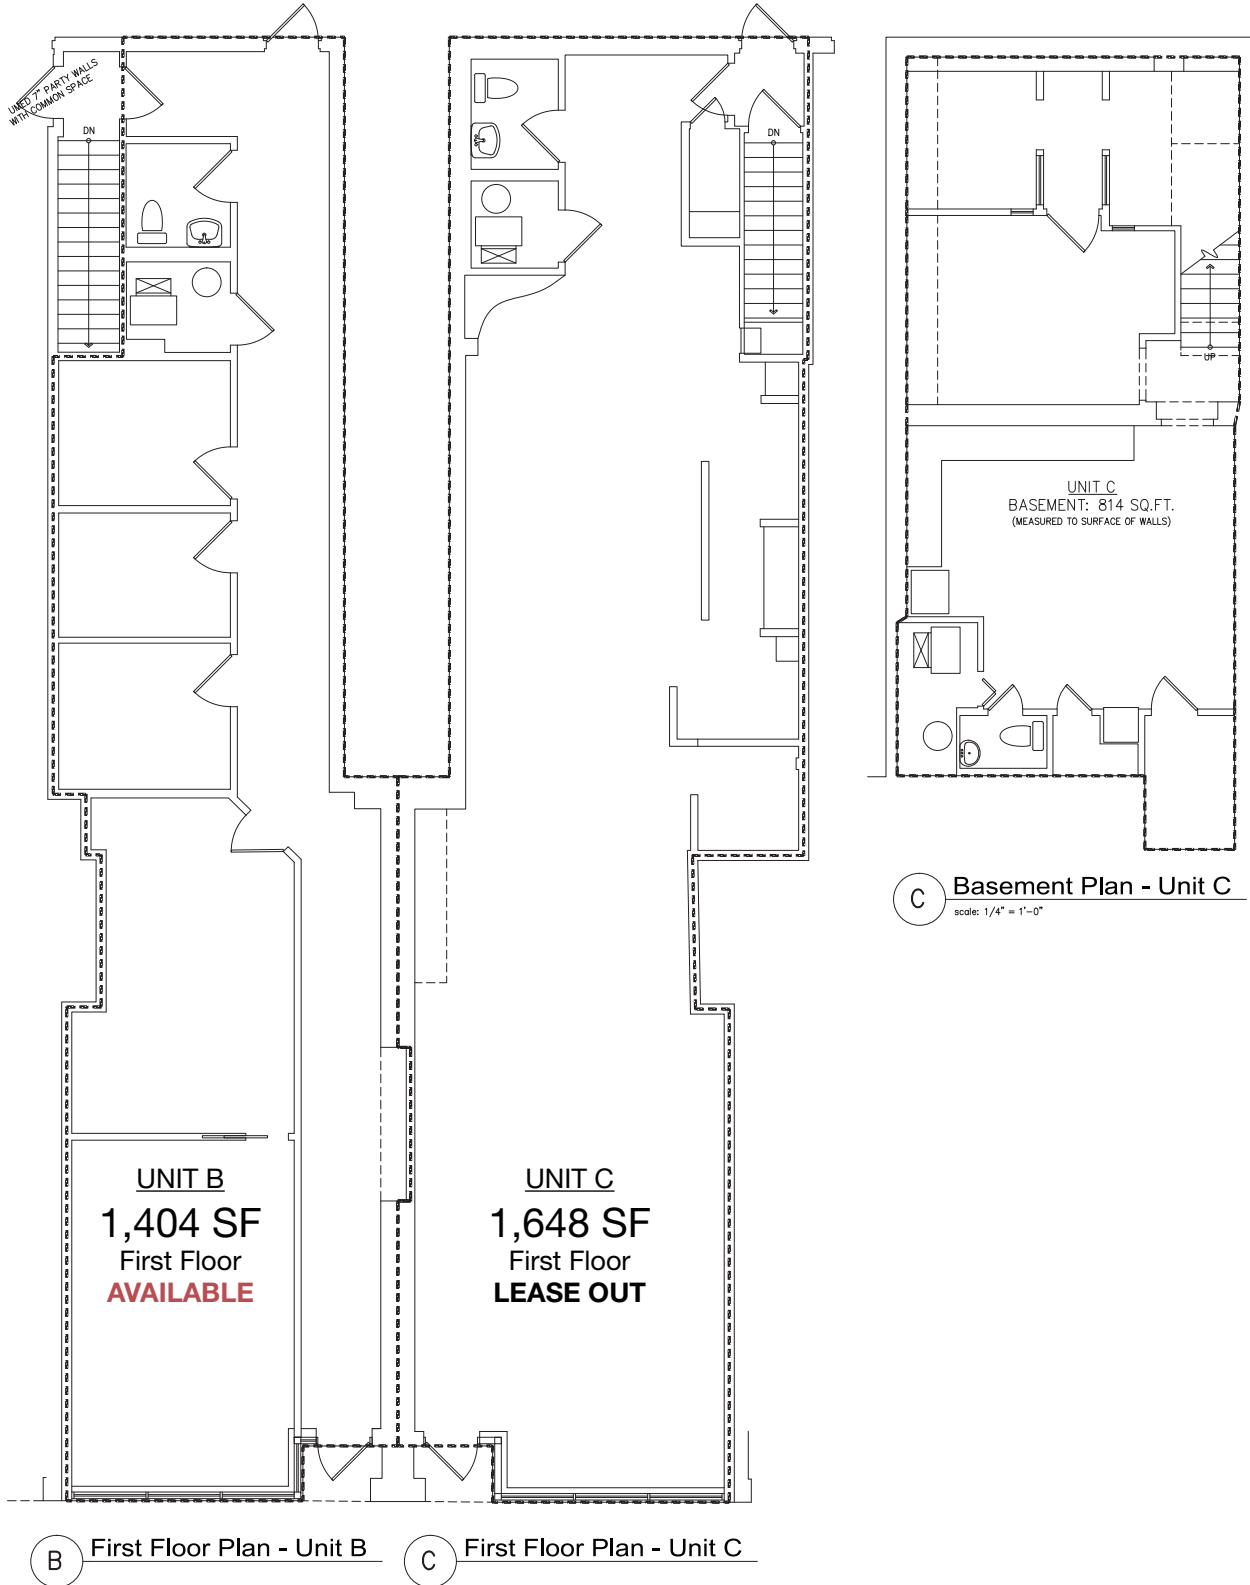 UMED 7" PARTY WALLS
WITH COMMON SPACE
DN
DN
UP
UNIT C
BASEMENT: 814 SQ.FT.
(MEASURED TO SURFACE OF WALLS)
C
Basement Plan - Unit C
scale: 1/4" = 1'-0"
UNIT B
1,404 SF
First Floor
AVAILABLE
UNIT C
1,648 SF
First Floor
LEASE OUT
B
First Floor Plan - Unit B
C
First Floor Plan - Unit C